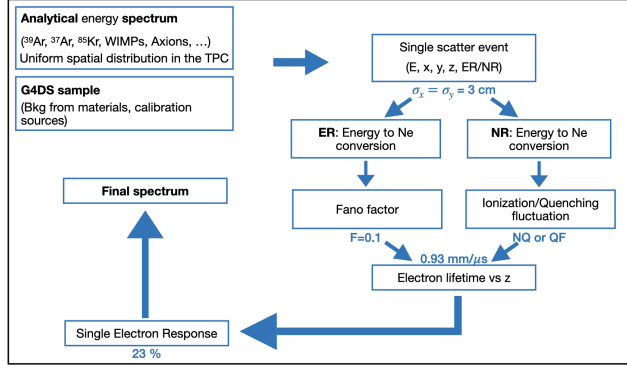 Analytical energy spectrum
(³⁹Ar, ³⁷Ar, ⁸⁵Kr, WIMPs, Axions, …)
Uniform spatial distribution in the TPC
G4DS sample
(Bkg from materials, calibration
sources)
Single scatter event
(E, x, y, z, ER/NR)
σₓ = σᵧ = 3 cm
ER: Energy to Ne
conversion
NR: Energy to Ne
conversion
Fano factor
F=0.1
Ionization/Quenching
fluctuation
NQ or QF
0.93 mm/μs
Electron lifetime vs z
Single Electron Response
23 %
Final spectrum